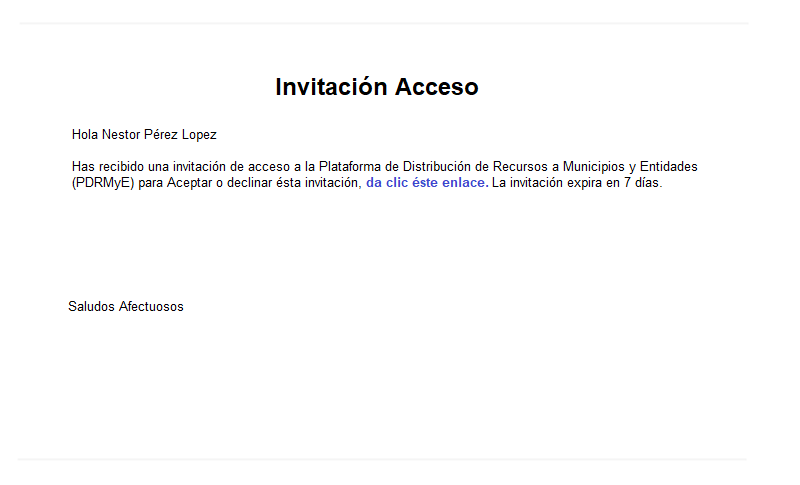 Invitación Acceso
Hola Nestor Pérez Lopez
Has recibido una invitación de acceso a la Plataforma de Distribución de Recursos a Municipios y Entidades
(PDRMyE) para Aceptar o declinar ésta invitación, da clic éste enlace. La invitación expira en 7 días.
Saludos Afectuosos